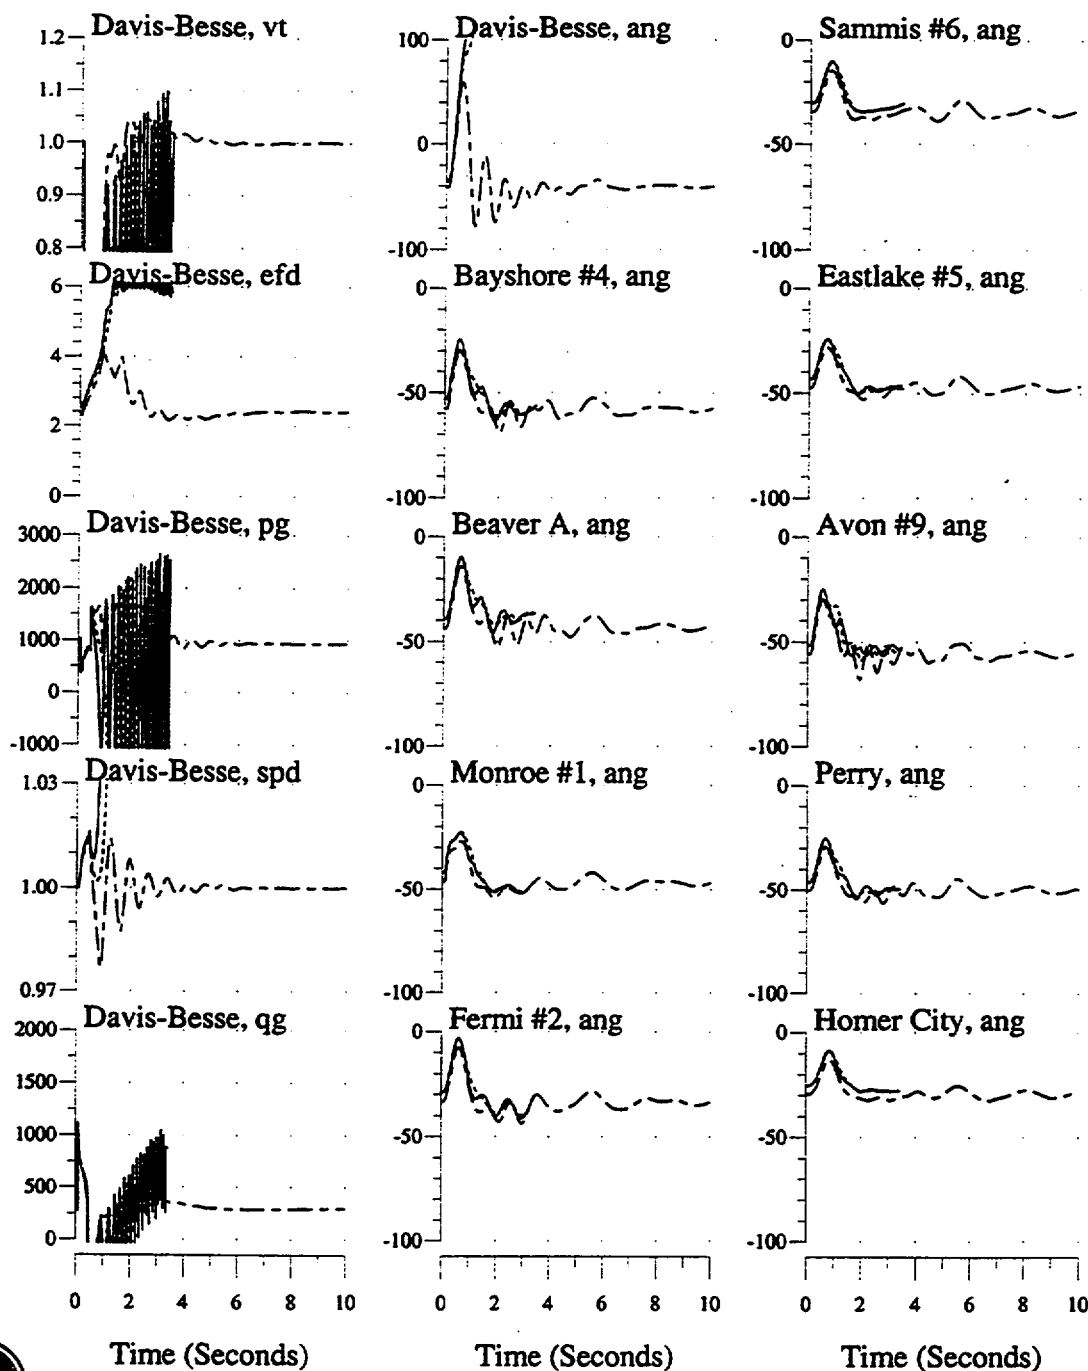 Davis-Besse, vt
1.2
1.1
1.0
0.9
0.8
Davis-Besse, efd
6
4
2
0
Davis-Besse, pg
3000
2000
1000
0
-1000
Davis-Besse, spd
1.03
1.00
0.97
Davis-Besse, qg
2000
1500
1000
500
0
0 2 4 6 8 10
Time (Seconds)
Davis-Besse, ang
100
0
-100
Bayshore #4, ang
0
-50
-100
Beaver A, ang
0
-50
-100
Monroe #1, ang
0
-50
-100
Fermi #2, ang
0
-50
-100
0 2 4 6 8 10
Time (Seconds)
Sammis #6, ang
0
-50
-100
Eastlake #5, ang
0
-50
-100
Avon #9, ang
0
-50
-100
Perry, ang
0
-50
-100
Homer City, ang
0
-50
-100
0 2 4 6 8 10
Time (Seconds)